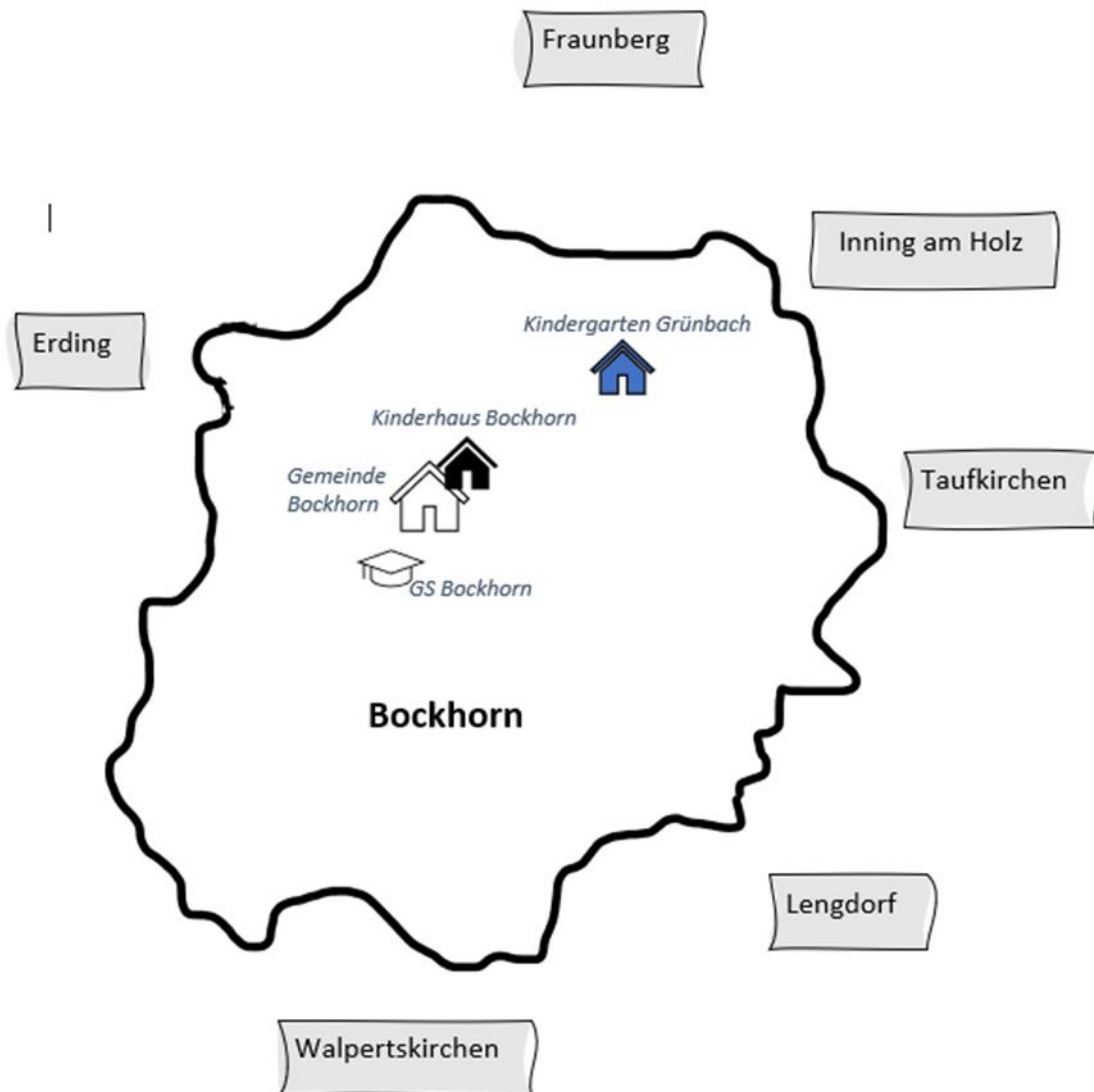 Fraunberg
Inning am Holz
Erding
Kindergarten Grünbach
Kinderhaus Bockhorn
Gemeinde
Bockhorn
Taufkirchen
GS Bockhorn
Bockhorn
Lengdorf
Walpertskirchen